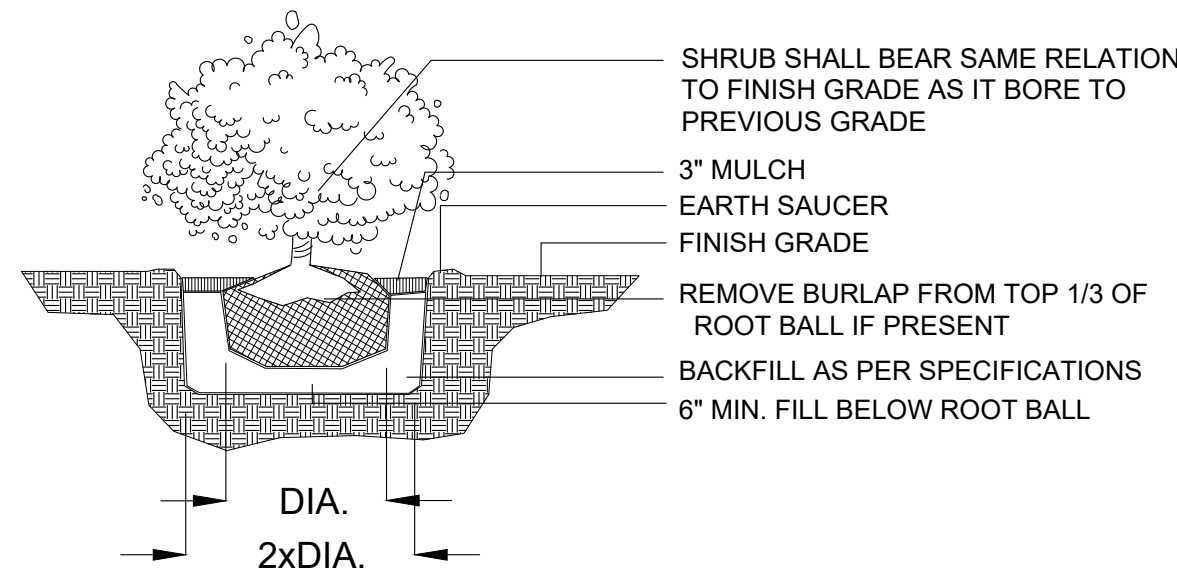 SHRUB SHALL BEAR SAME RELATION
TO FINISH GRADE AS IT BORE TO
PREVIOUS GRADE
3" MULCH
EARTH SAUCER
FINISH GRADE
REMOVE BURLAP FROM TOP 1/3 OF
ROOT BALL IF PRESENT
BACKFILL AS PER SPECIFICATIONS
6" MIN. FILL BELOW ROOT BALL
DIA.
2xDIA.